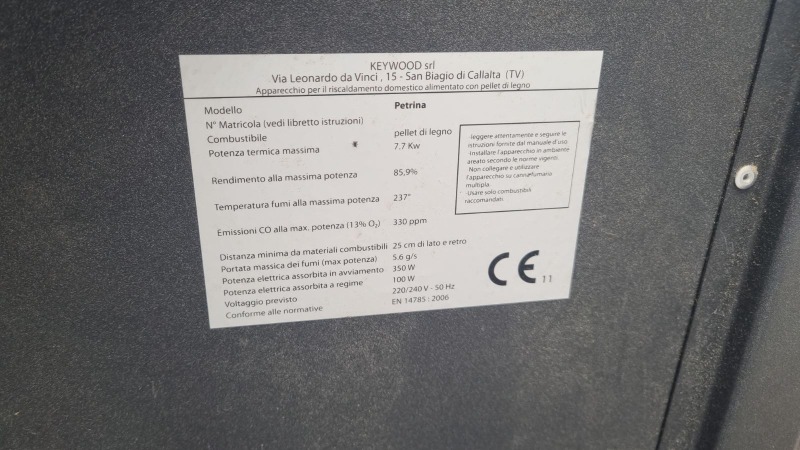 KEYWOOD srl
Via Leonardo da Vinci , 15 - San Biagio di Callalta (TV)
Apparecchio per il riscaldamento domestico alimentato con pellet di legno
Modello Petrina
N° Matricola (vedi libretto istruzioni)
Combustibile pellet di legno
Potenza termica massima 7.7 Kw
Rendimento alla massima potenza 85,9%
Temperatura fumi alla massima potenza 237°
Emissioni CO alla max. potenza (13% O₂) 330 ppm
Distanza minima da materiali combustibili 25 cm di lato e retro
Portata massica dei fumi (max potenza) 5.6 g/s
Potenza elettrica assorbita in avviamento 350 W
Potenza elettrica assorbita a regime 100 W
Voltaggio previsto 220/240 V - 50 Hz
Conforme alle normative EN 14785 : 2006
-leggere attentamente e seguire le
istruzioni fornite dal manuale d'uso
-Installare l'apparecchio in ambiente
areato secondo le norme vigenti.
-Non collegare e utilizzare
l'apparecchio su canna fumaria
multipla.
-Usare solo combustibili
raccomandati.
CE 11